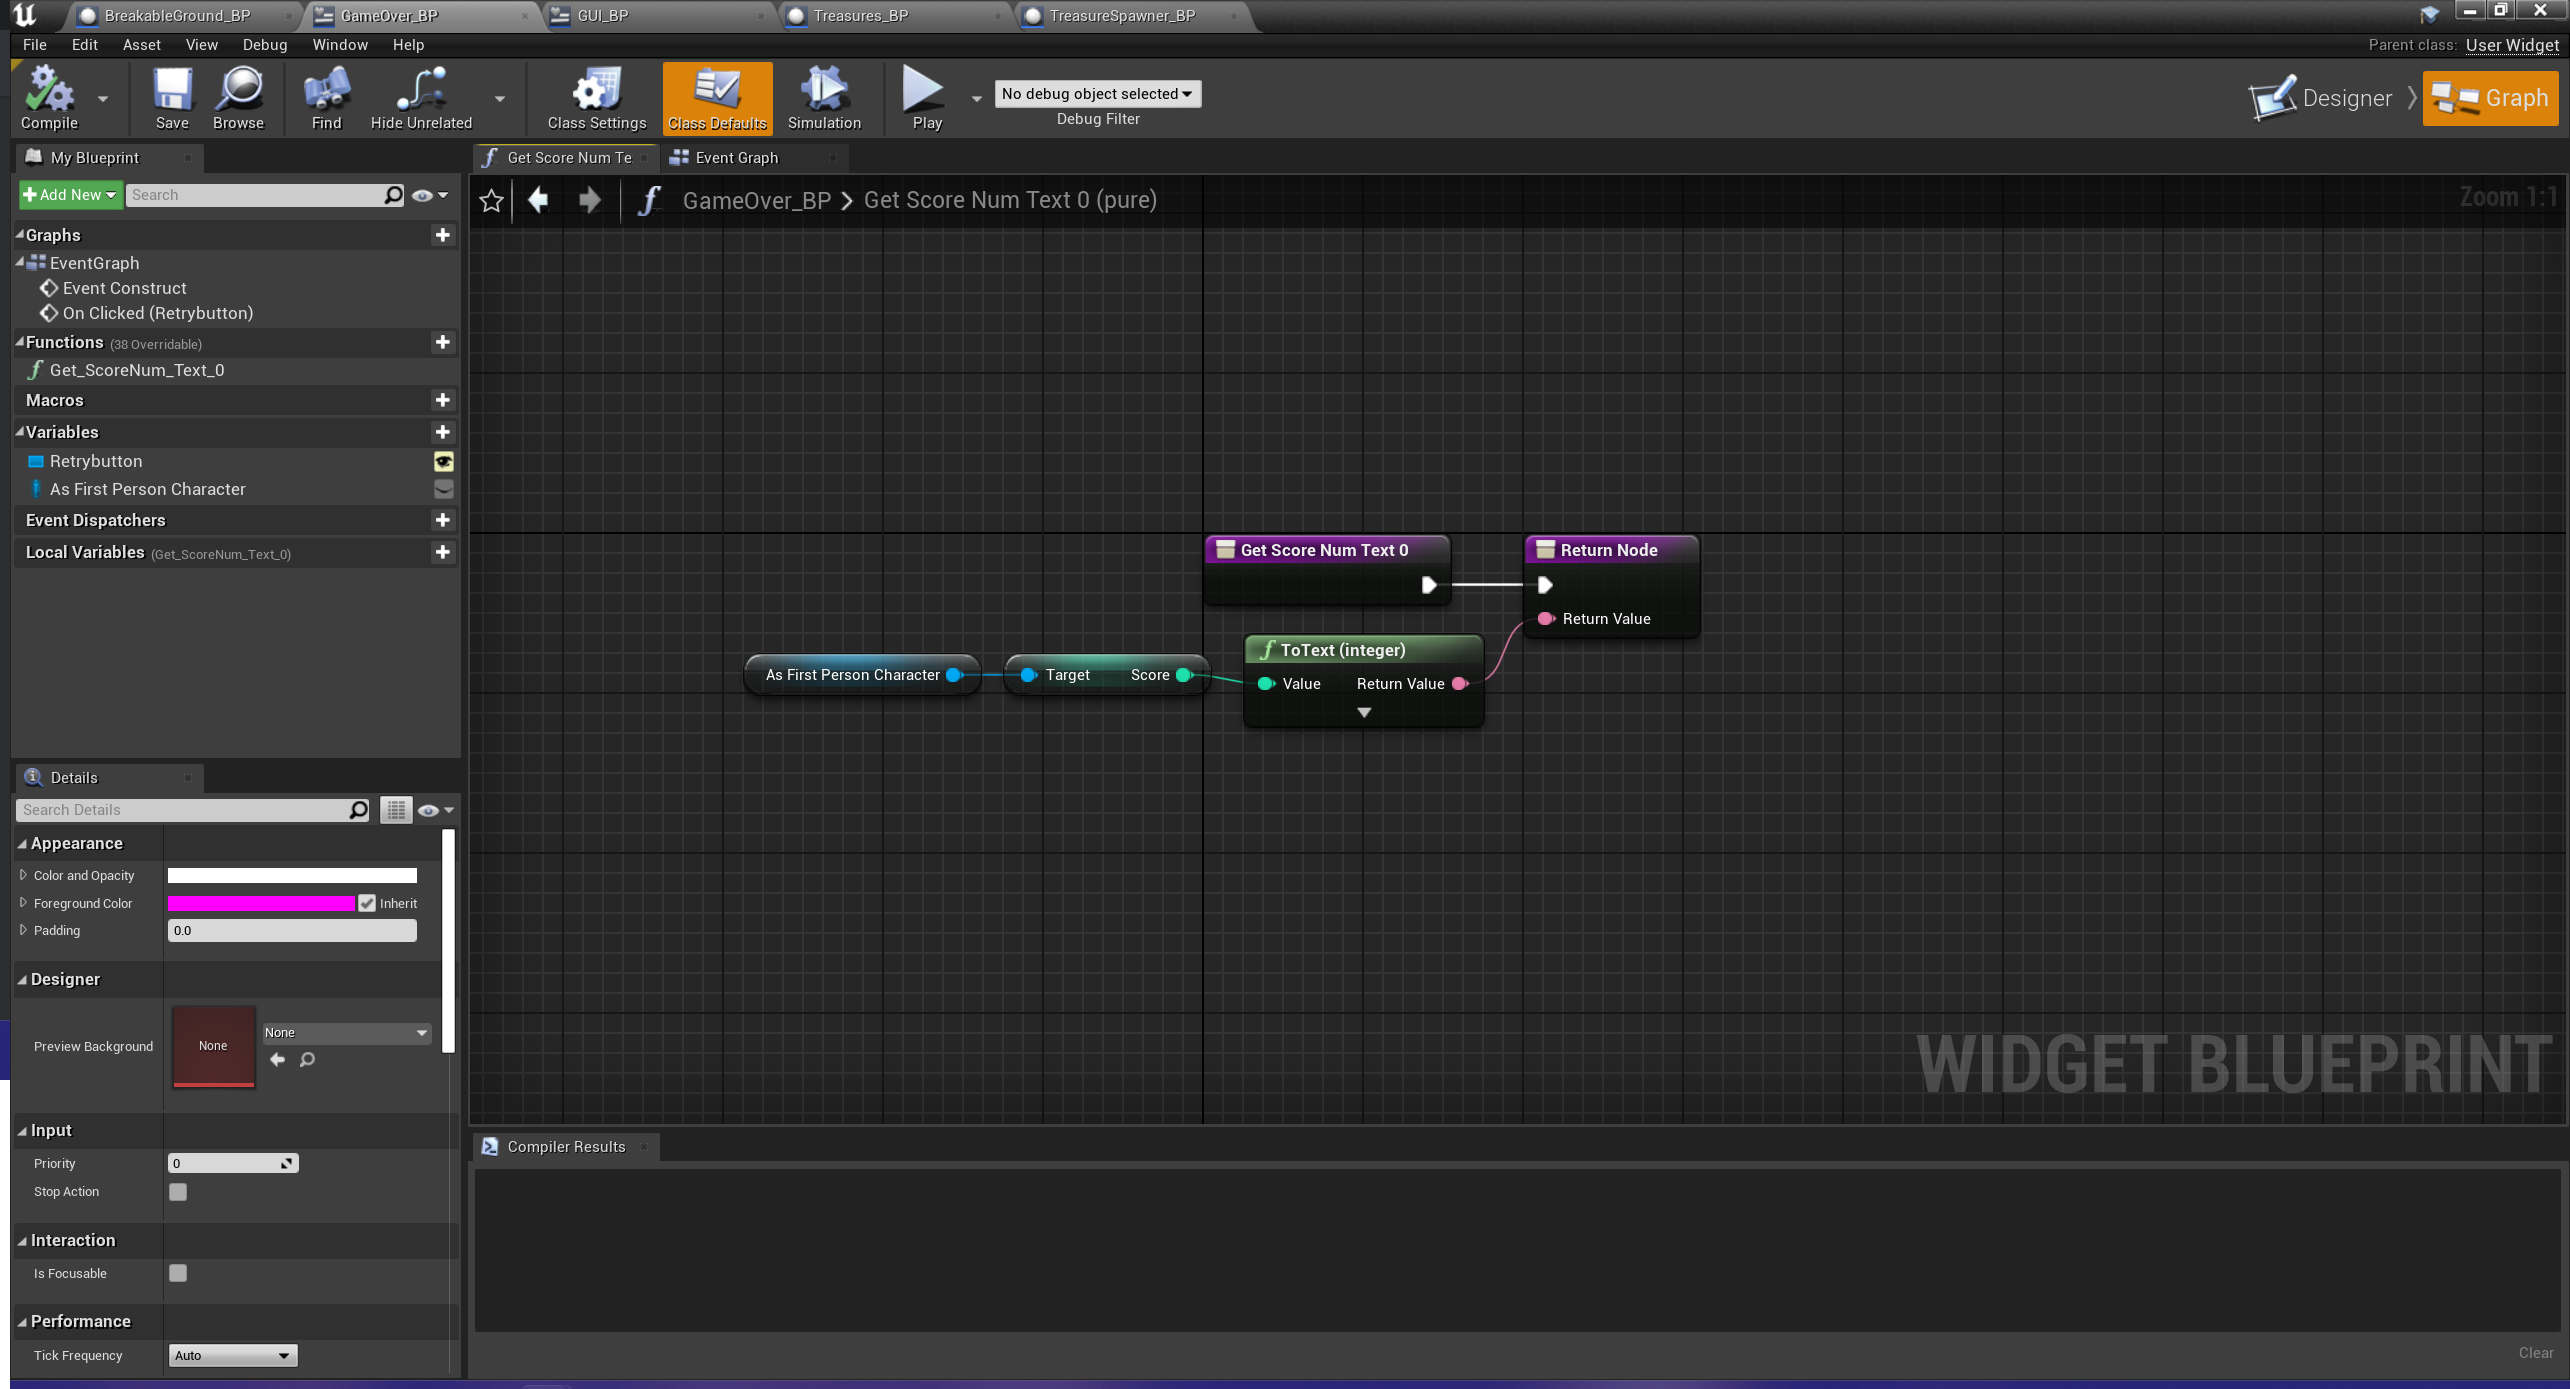 BreakableGround_BP
GameOver_BP
GUI_BP
Treasures_BP
TreasureSpawner_BP
File Edit Asset View Debug Window Help
Parent class: User Widget
Compile
Save
Browse
Find
Hide Unrelated
Class Settings
Class Defaults
Simulation
Play
No debug object selected
Debug Filter
Designer
Graph
My Blueprint
Add New
Search
Graphs
EventGraph
Event Construct
On Clicked (Retrybutton)
Functions (38 Overridable)
Get_ScoreNum_Text_0
Macros
Variables
Retrybutton
As First Person Character
Event Dispatchers
Local Variables (Get_ScoreNum_Text_0)
Details
Search Details
Appearance
Color and Opacity
Foreground Color
Inherit
Padding
0.0
Designer
Preview Background
None
None
Input
Priority
0
Stop Action
Interaction
Is Focusable
Performance
Tick Frequency
Auto
Get Score Num Te
Event Graph
GameOver_BP > Get Score Num Text 0 (pure)
Zoom 1:1
Get Score Num Text 0
Return Node
Return Value
As First Person Character
Target
Score
ToText (integer)
Value
Return Value
WIDGET BLUEPRINT
Compiler Results
Clear